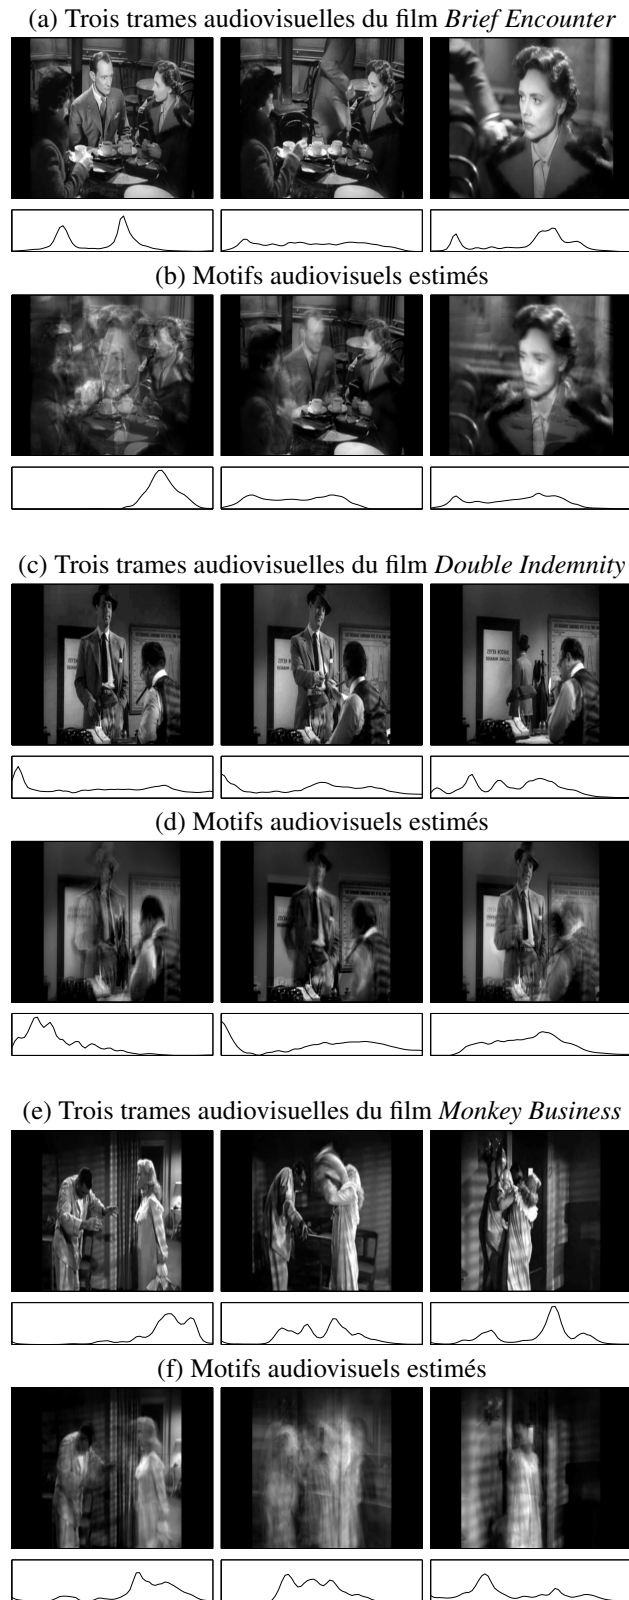 (a) Trois trames audiovisuelles du film Brief Encounter
(b) Motifs audiovisuels estimés
(c) Trois trames audiovisuelles du film Double Indemnity
(d) Motifs audiovisuels estimés
(e) Trois trames audiovisuelles du film Monkey Business
(f) Motifs audiovisuels estimés